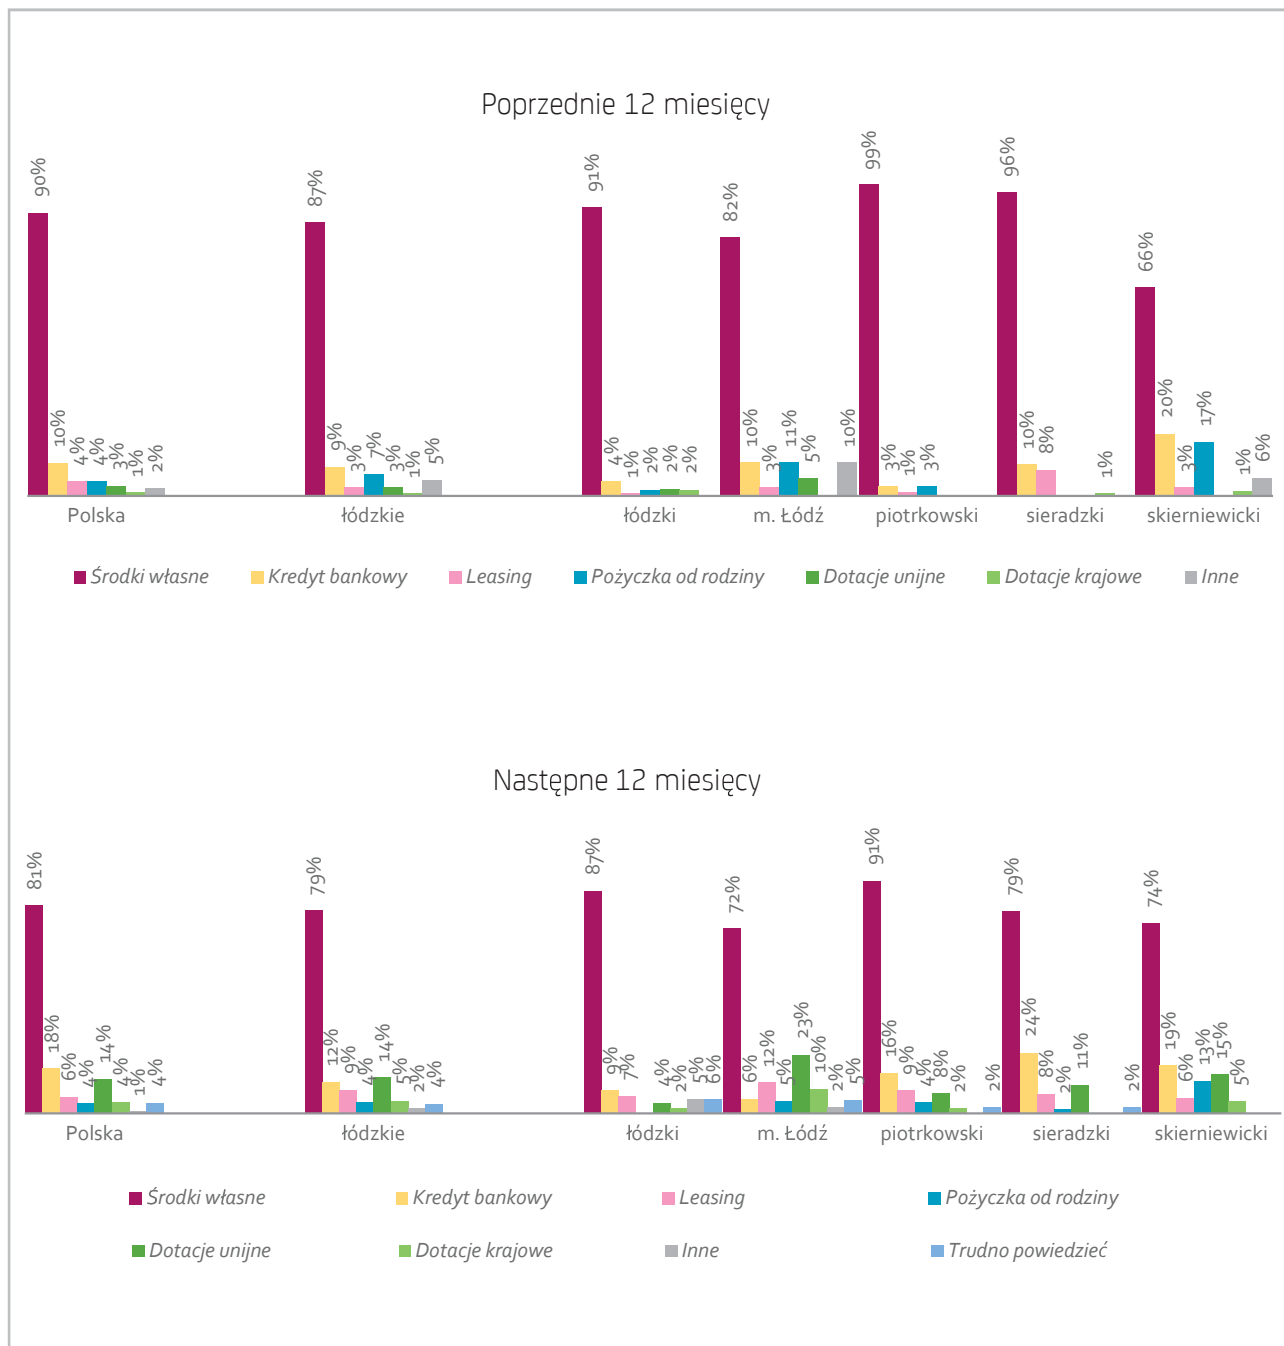 Poprzednie 12 miesięcy
90% 10% 4% 4% 3% 1% 2%
87% 9% 3% 7% 3% 1% 5%
91% 4% 1% 2% 2% 2%
82% 10% 3% 11% 5% 10%
99% 3% 1% 3%
96% 10% 8% 1%
66% 20% 3% 17% 1% 6%
Polska łódzkie łódzki m. Łódź piotrkowski sieradzki skierniewicki
Środki własne Kredyt bankowy Leasing Pożyczka od rodziny Dotacje unijne Dotacje krajowe Inne
Następne 12 miesięcy
81% 18% 6% 4% 14% 4% 1% 4%
79% 12% 9% 4% 14% 5% 2% 4%
87% 9% 7% 4% 2% 5% 6%
72% 6% 12% 5% 23% 10% 2% 5%
91% 16% 9% 4% 8% 2% 2%
79% 24% 8% 2% 11% 2%
74% 19% 6% 13% 15% 5%
Polska łódzkie łódzki m. Łódź piotrkowski sieradzki skierniewicki
Środki własne Kredyt bankowy Leasing Pożyczka od rodziny
Dotacje unijne Dotacje krajowe Inne Trudno powiedzieć